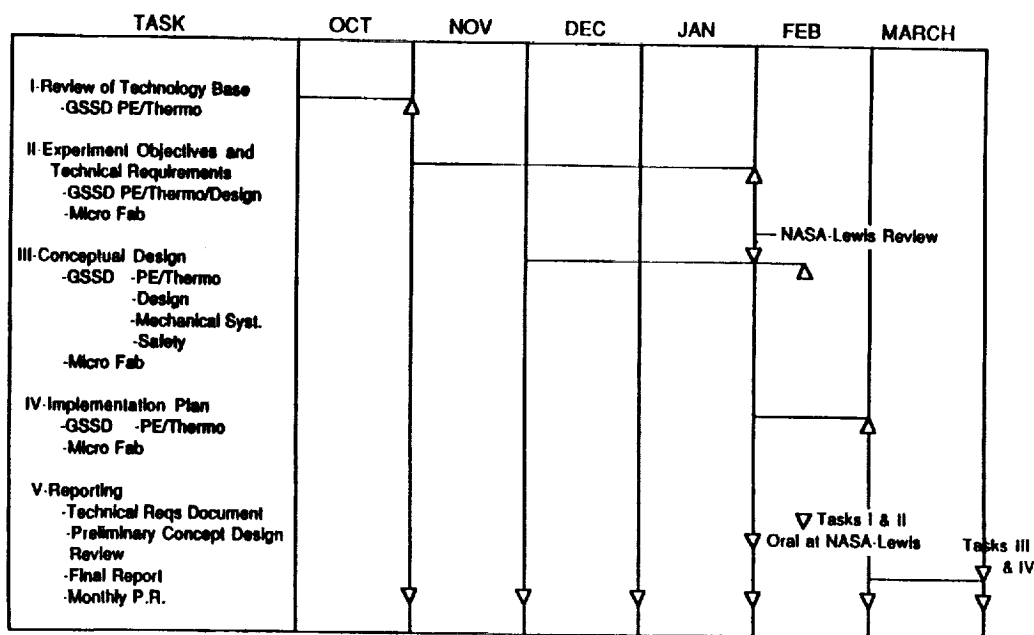 TASK OCT NOV DEC JAN FEB MARCH
I-Review of Technology Base
-GSSD PE/Thermo
II-Experiment Objectives and
Technical Requirements
-GSSD PE/Thermo/Design
-Micro Fab
NASA-Lewis Review
III-Conceptual Design
-GSSD -PE/Thermo
-Design
-Mechanical Syst.
-Safety
-Micro Fab
IV-Implementation Plan
-GSSD -PE/Thermo
-Micro Fab
V-Reporting
-Technical Reqs Document
-Preliminary Concept Design
Review
-Final Report
-Monthly P.R.
Tasks I & II
Oral at NASA-Lewis
Tasks III
& IV